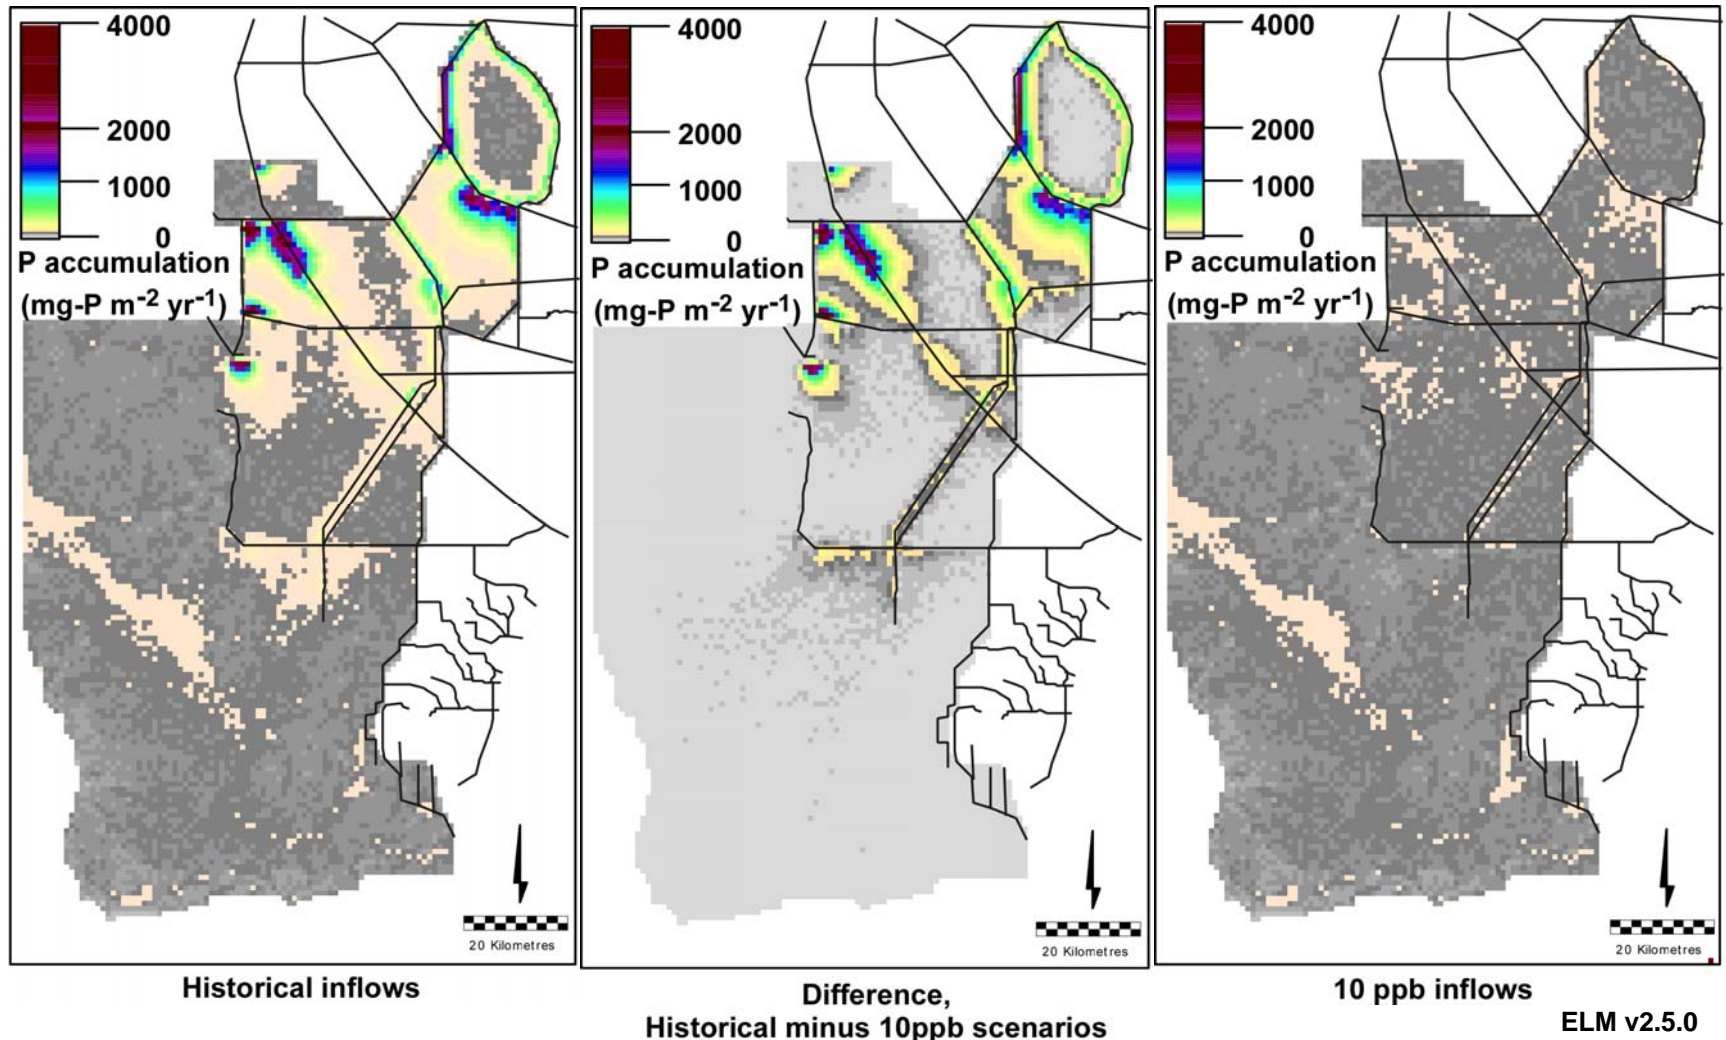 4000
2000
1000
0
P accumulation
(mg-P m-2 yr-1)
20 Kilometres
Historical inflows
4000
2000
1000
0
P accumulation
(mg-P m-2 yr-1)
20 Kilometres
Difference,
Historical minus 10ppb scenarios
4000
2000
1000
0
P accumulation
(mg-P m-2 yr-1)
20 Kilometres
10 ppb inflows
ELM v2.5.0